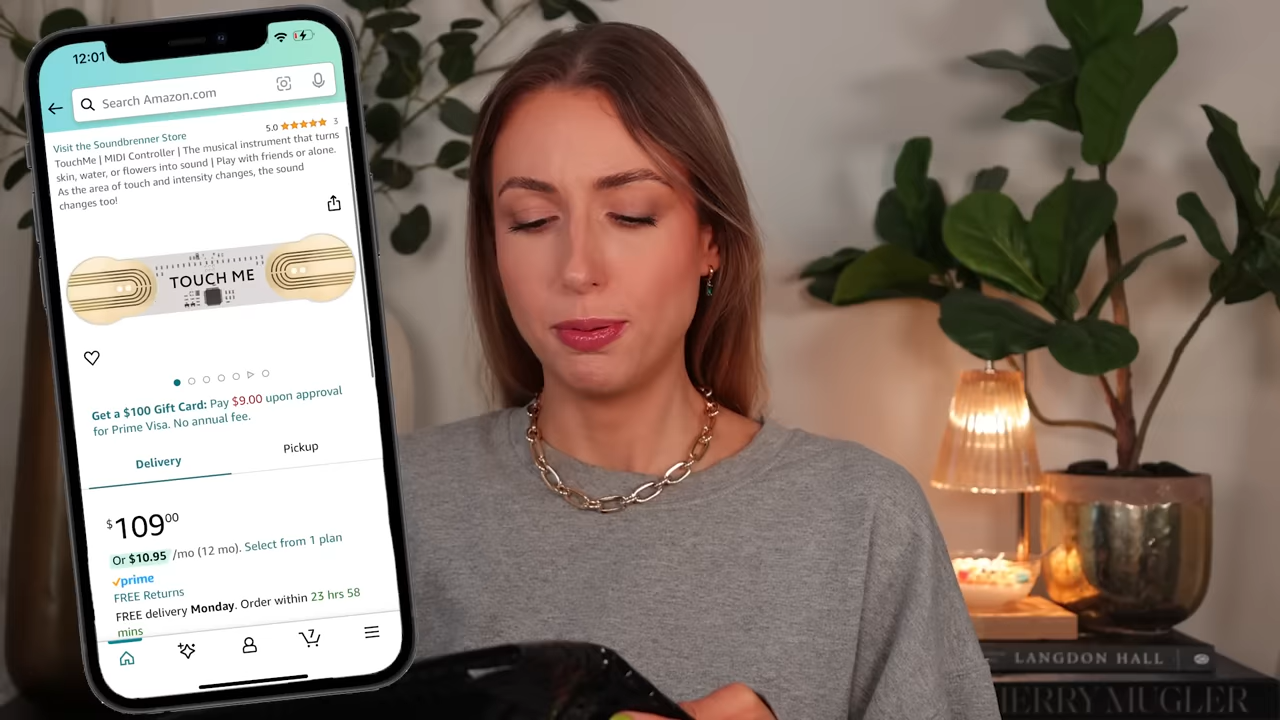 12:01
Search Amazon.com
Visit the Soundbrenner Store
5.0 3
TouchMe | MIDI Controller | The musical instrument that turns
skin, water, or flowers into sound | Play with friends or alone.
As the area of touch and intensity changes, the sound
changes too!
TOUCH ME
Get a $100 Gift Card: Pay $9.00 upon approval
for Prime Visa. No annual fee.
Delivery
Pickup
$109.00
Or $10.95 /mo (12 mo). Select from 1 plan
prime
FREE Returns
FREE delivery Monday. Order within 23 hrs 58
mins
7
LANGDON HALL
HIERRY MUGLER